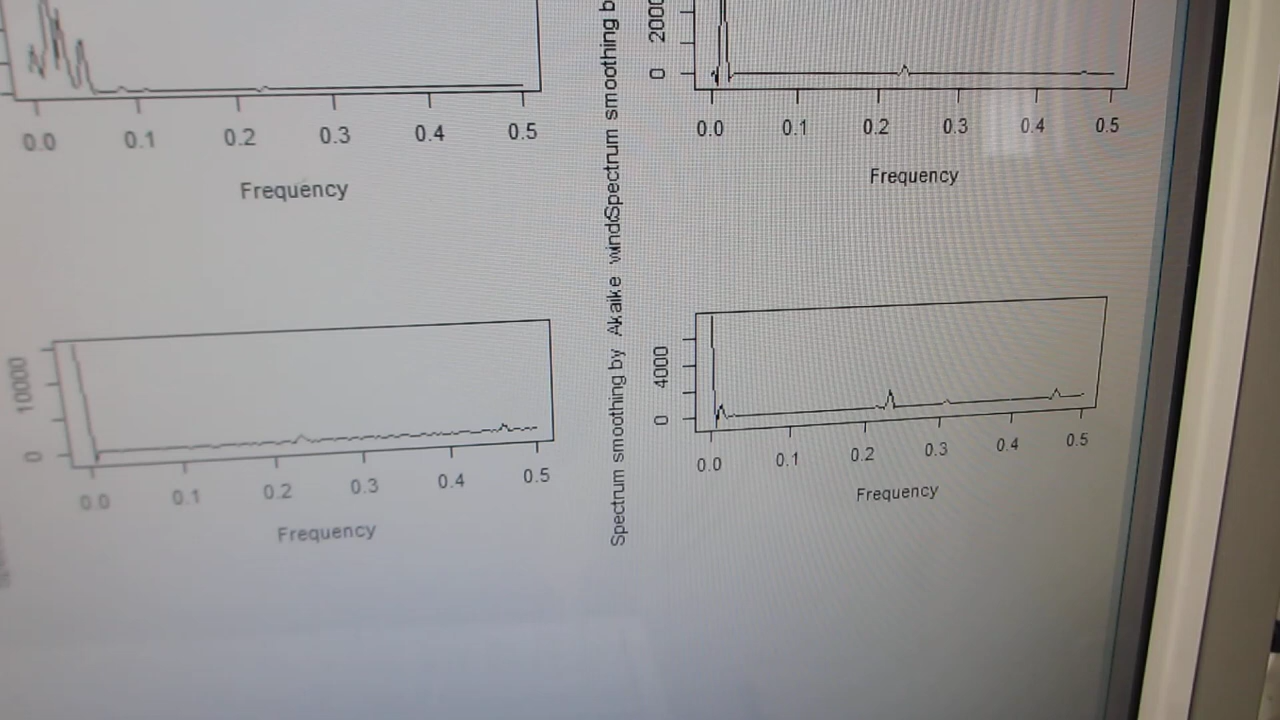 0.0 0.1 0.2 0.3 0.4 0.5
Frequency
Spectrum smoothing b
2000
0
0.0 0.1 0.2 0.3 0.4 0.5
Frequency
10000
0
0.0 0.1 0.2 0.3 0.4 0.5
Frequency
Spectrum smoothing by Akaike windo
4000
0
0.0 0.1 0.2 0.3 0.4 0.5
Frequency